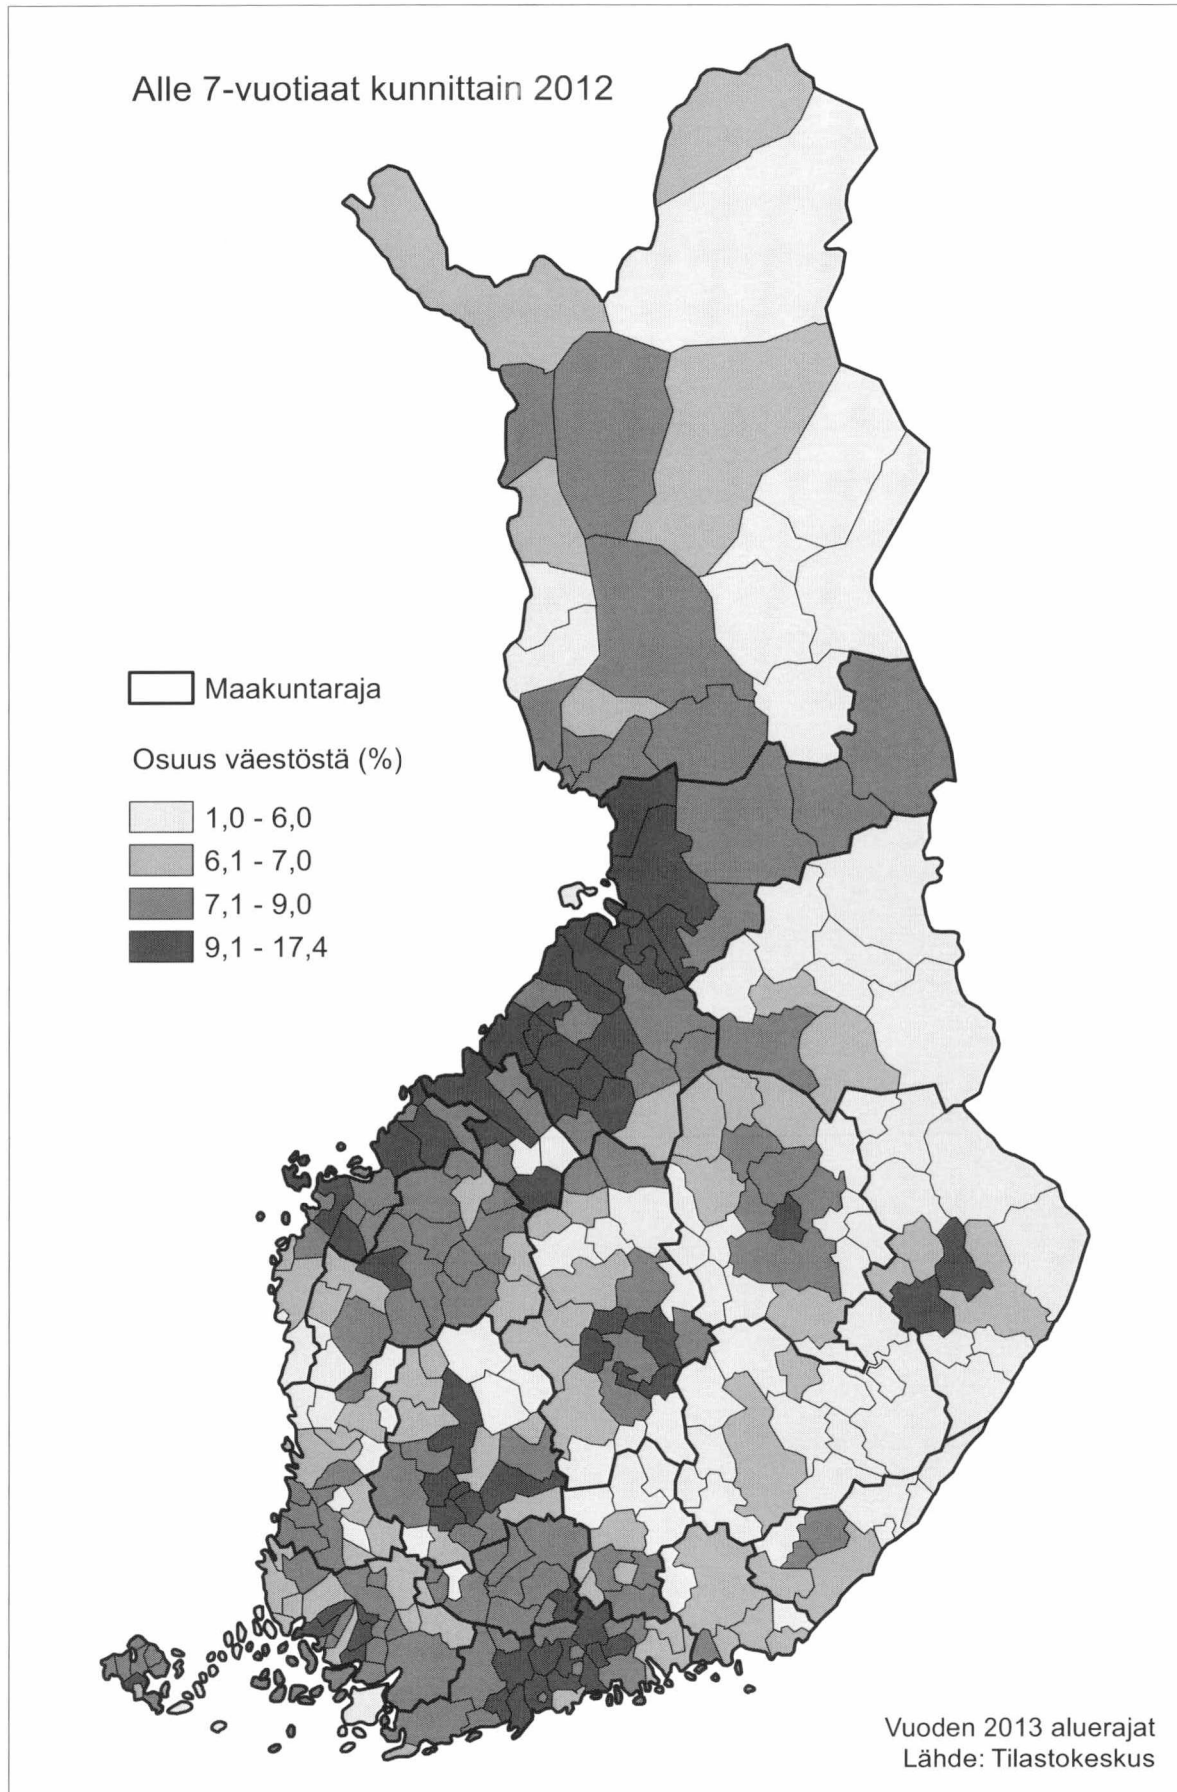 Alle 7-vuotiaat kunnittain 2012
Maakuntaraja
Osuus väestöstä (%)
1,0 - 6,0
6,1 - 7,0
7,1 - 9,0
9,1 - 17,4
Vuoden 2013 aluerajat
Lähde: Tilastokeskus